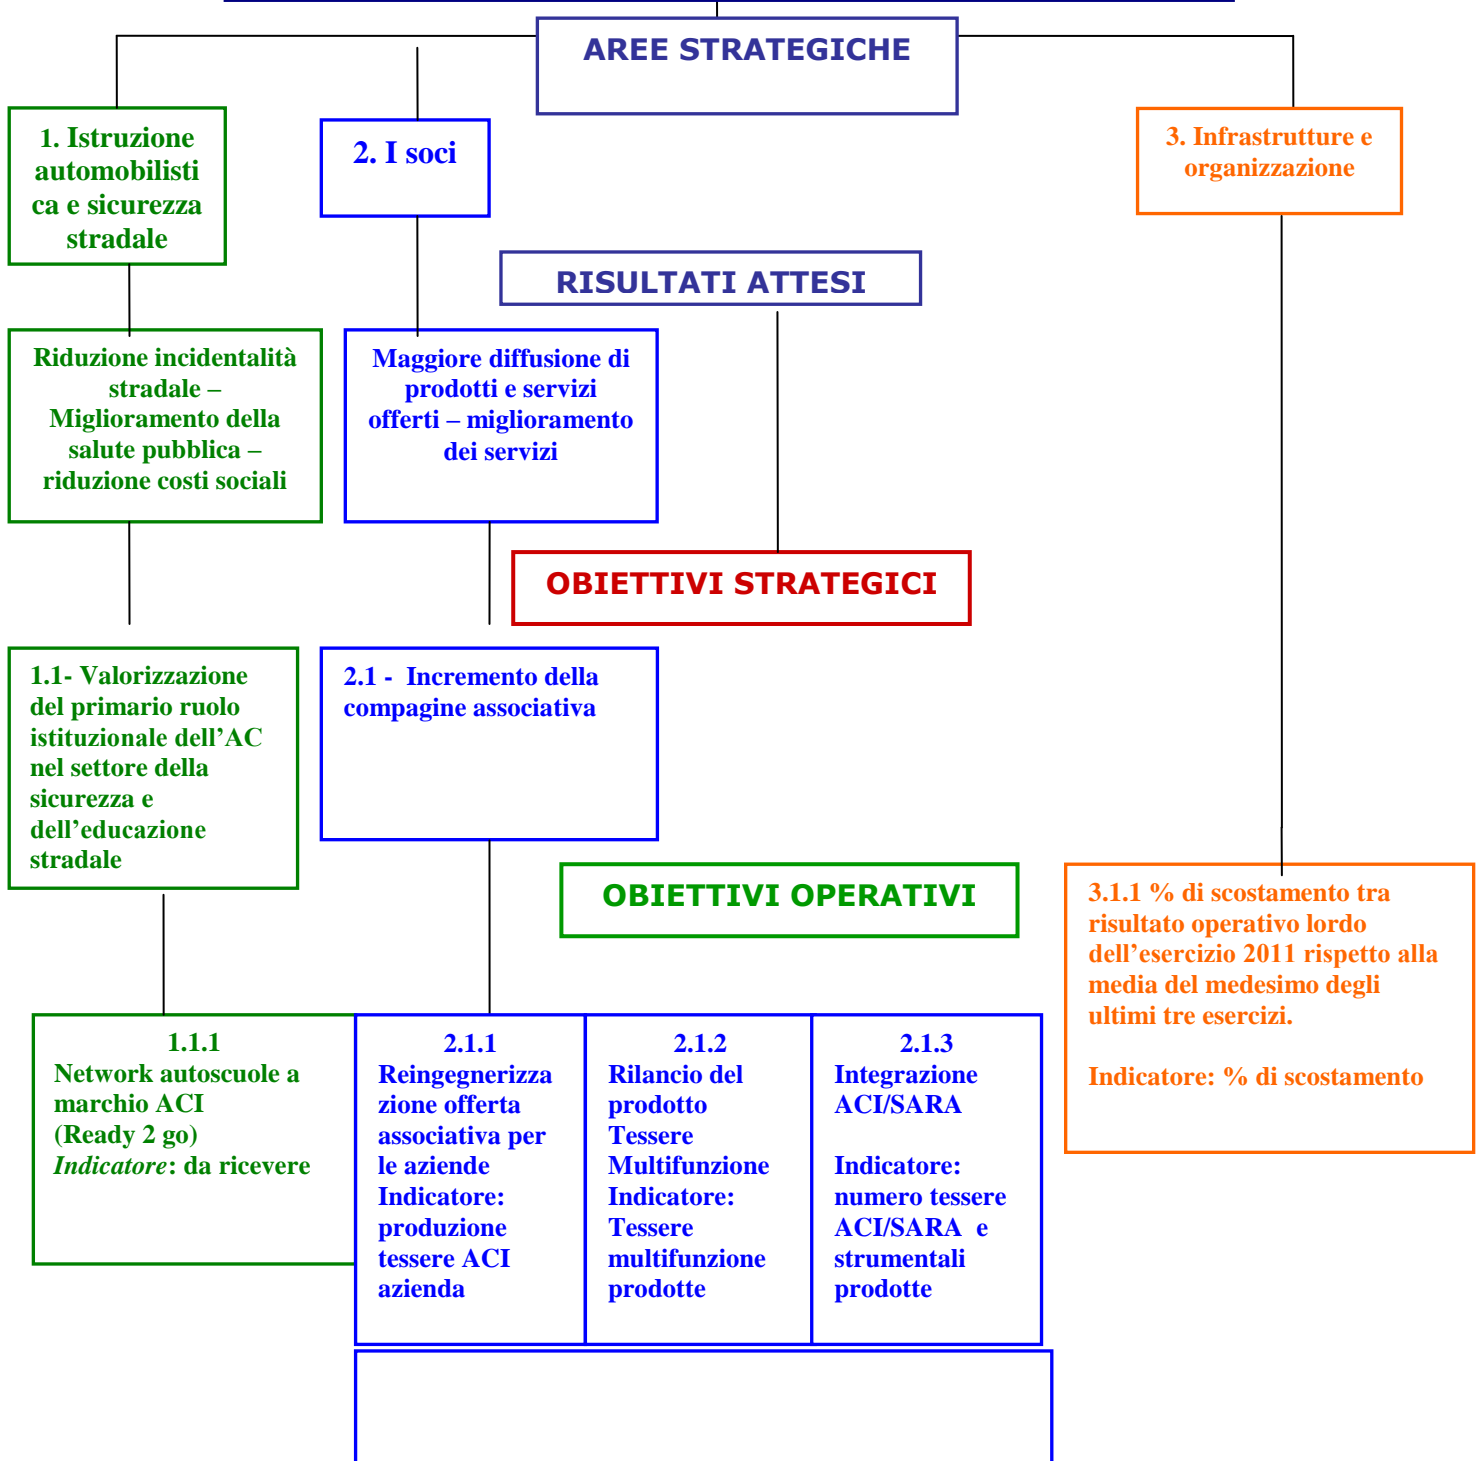 AREE STRATEGICHE
1. Istruzione
automobilisti
ca e sicurezza
stradale
2. I soci
3. Infrastrutture e
organizzazione
RISULTATI ATTESI
Riduzione incidentalità
stradale –
Miglioramento della
salute pubblica –
riduzione costi sociali
Maggiore diffusione di
prodotti e servizi
offerti – miglioramento
dei servizi
OBIETTIVI STRATEGICI
1.1- Valorizzazione
del primario ruolo
istituzionale dell’AC
nel settore della
sicurezza e
dell’educazione
stradale
2.1 - Incremento della
compagine associativa
OBIETTIVI OPERATIVI
3.1.1 % di scostamento tra
risultato operativo lordo
dell’esercizio 2011 rispetto alla
media del medesimo degli
ultimi tre esercizi.
Indicatore: % di scostamento
1.1.1
Network autoscuole a
marchio ACI
(Ready 2 go)
Indicatore: da ricevere
2.1.1
Reingegnerizza
zione offerta
associativa per
le aziende
Indicatore:
produzione
tessere ACI
azienda
2.1.2
Rilancio del
prodotto
Tessere
Multifunzione
Indicatore:
Tessere
multifunzione
prodotte
2.1.3
Integrazione
ACI/SARA
Indicatore:
numero tessere
ACI/SARA e
strumentali
prodotte